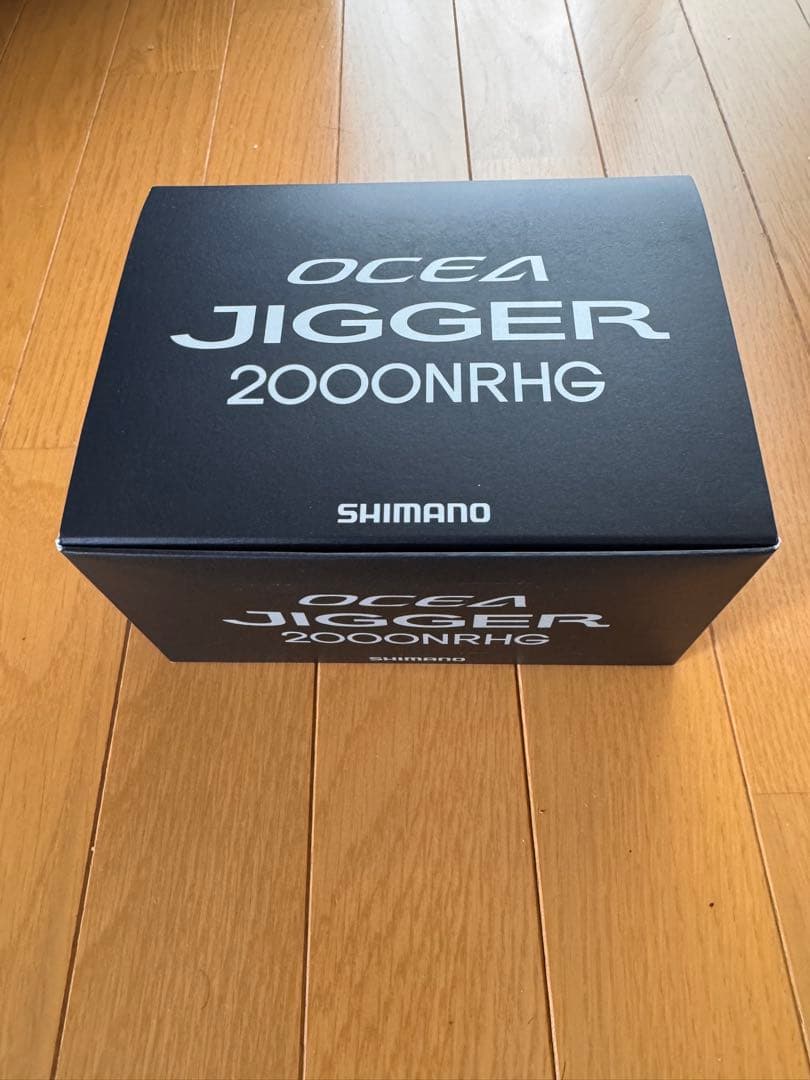 OCEA
JIGGER
2000NRHG
SHIMANO
OCEA
JIGGER
2000NRHG
SHIMANO